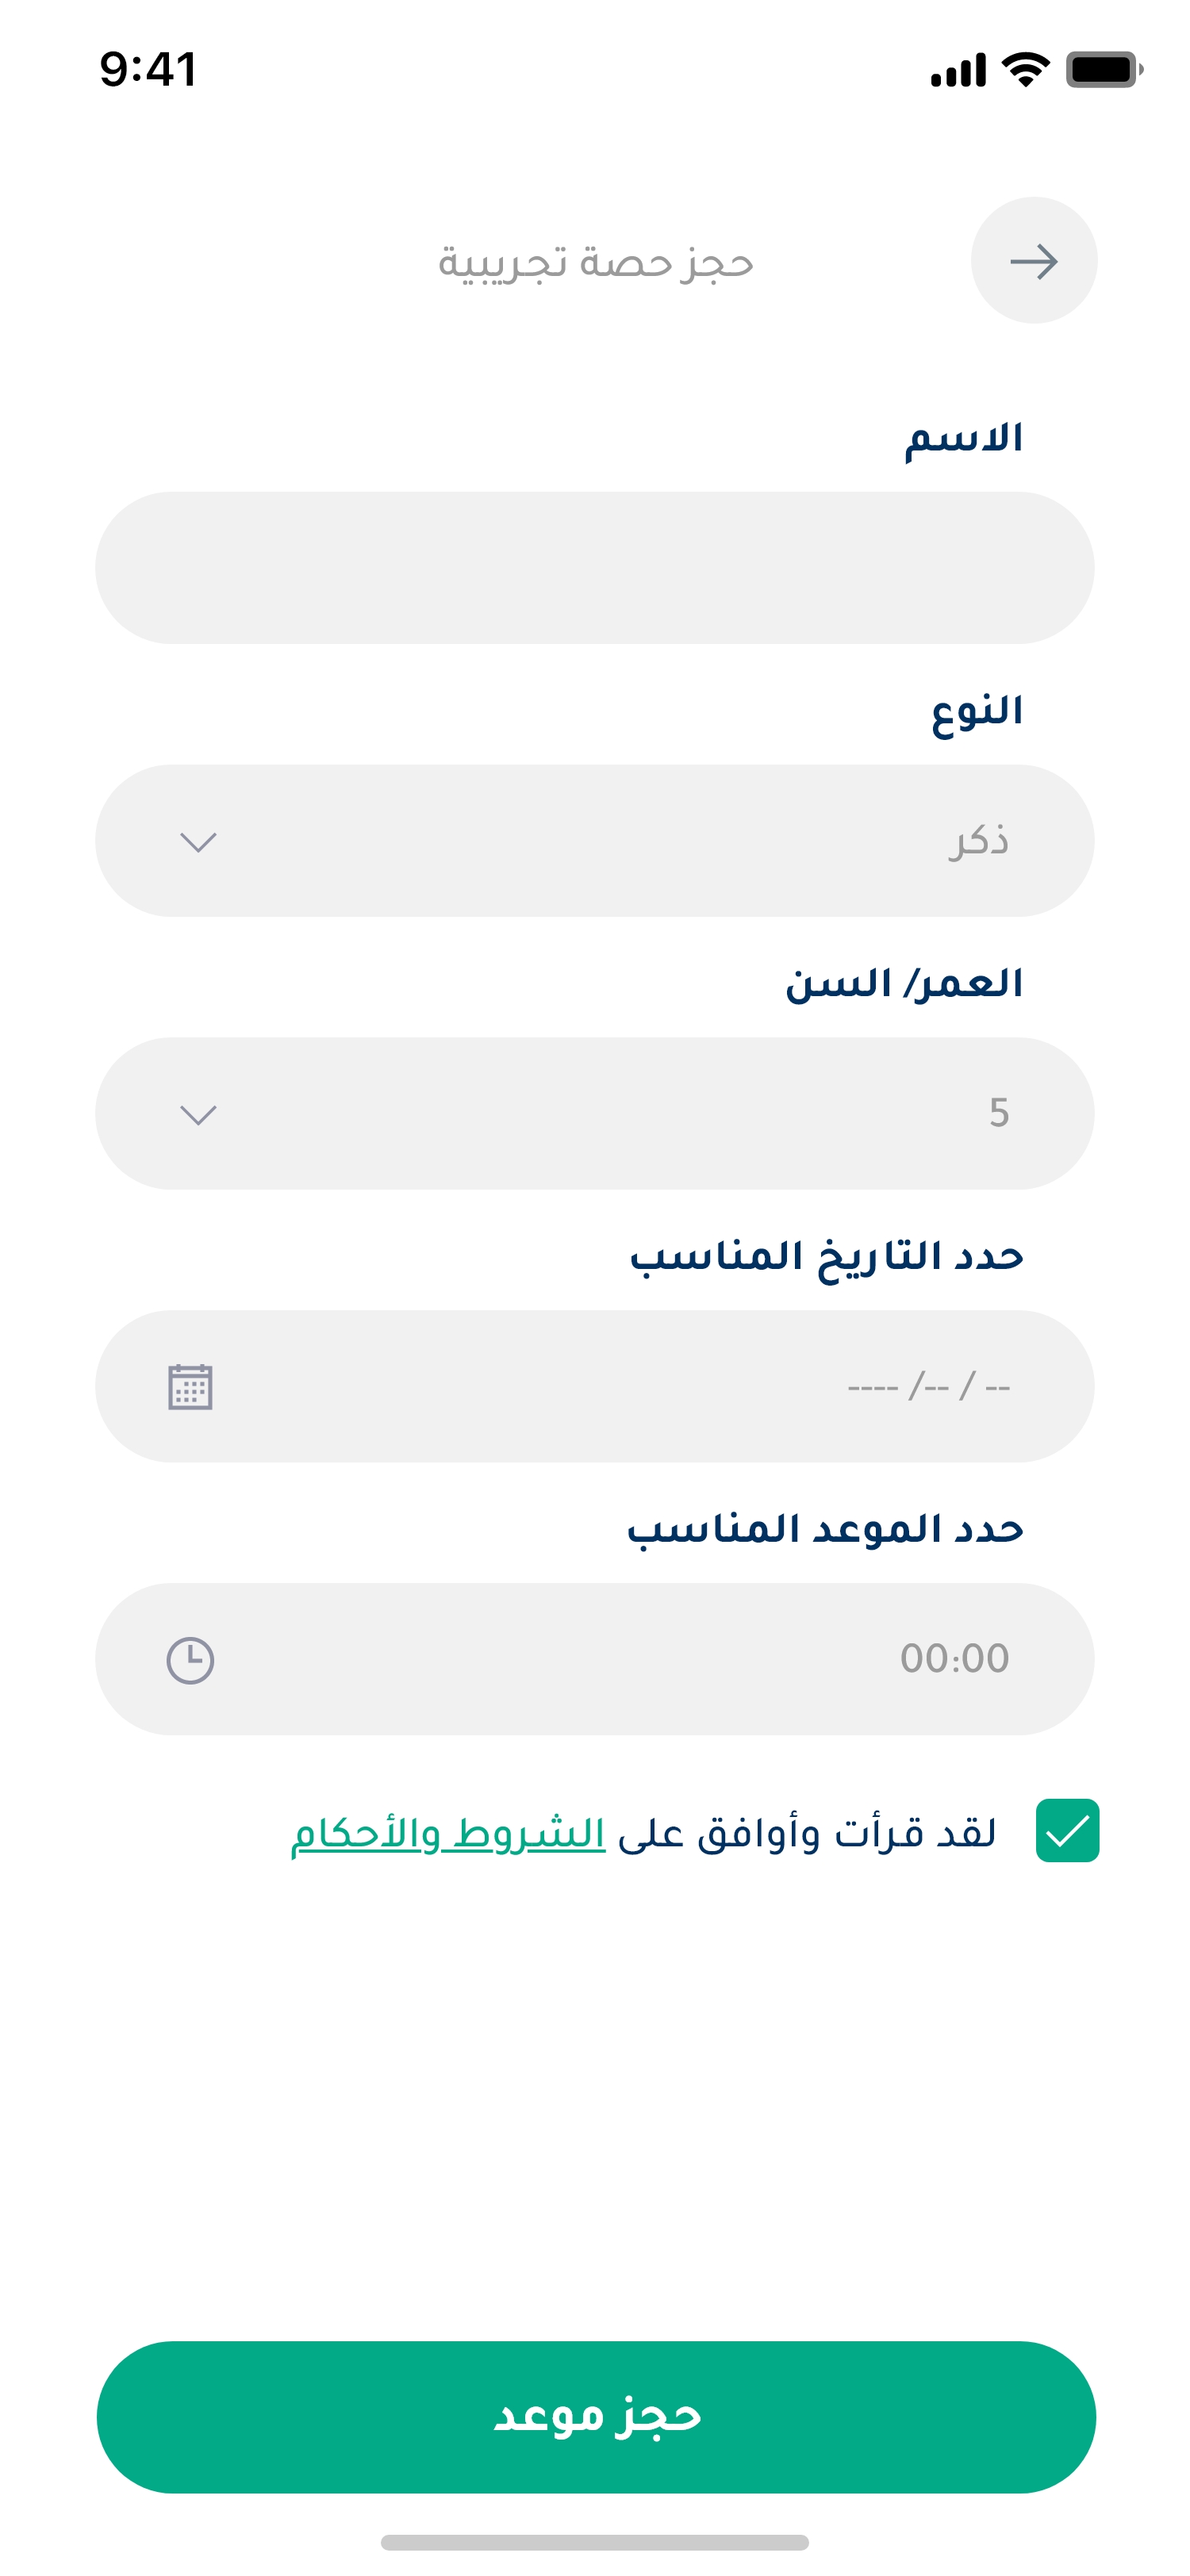 9:41
حجز حصة تجريبية
الاسم
النوع
ذكر
العمر/ السن
5
حدد التاريخ المناسب
-- / --/ ----
حدد الموعد المناسب
00:00
لقد قرأت وأوافق على الشروط والأحكام
حجز موعد